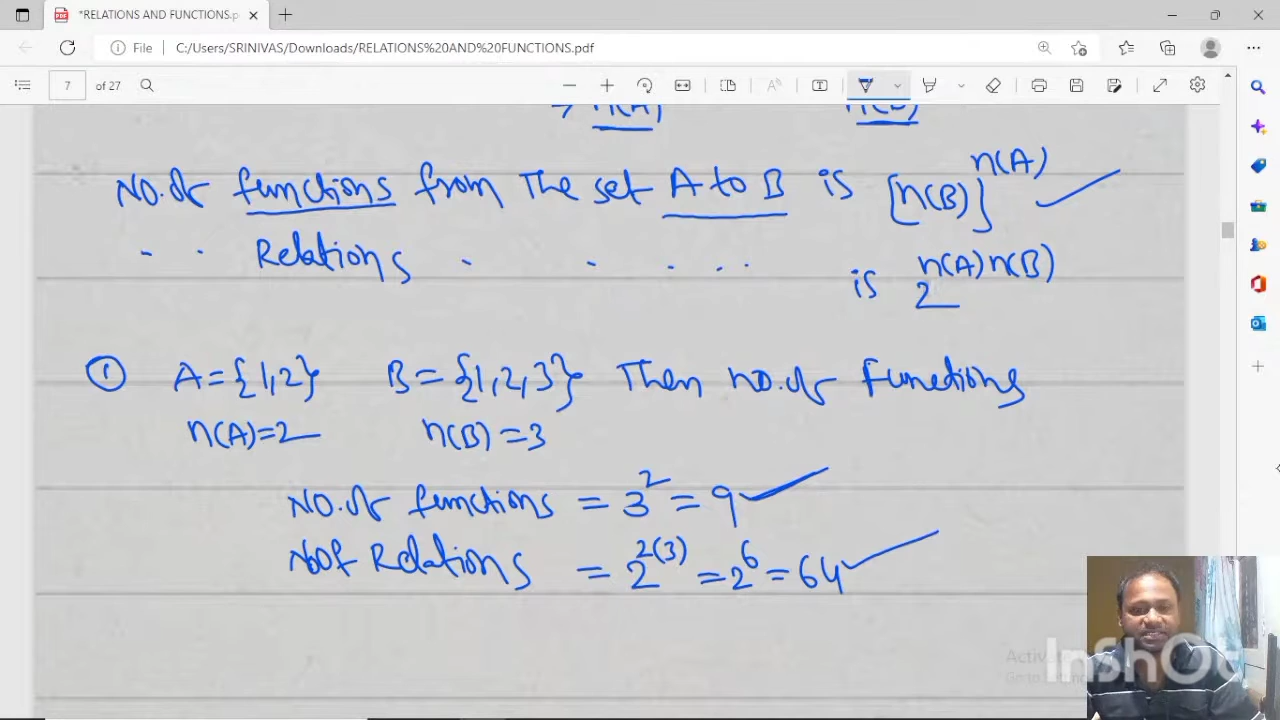 *RELATIONS AND FUNCTIONS.p
File C:/Users/SRINIVAS/Downloads/RELATIONS%20AND%20FUNCTIONS.pdf
7 of 27
→ n(A) n(B)
No.of functions from The set A to B is [n(B)]^n(A)
" " Relations " " " " " is 2^n(A)n(B)
① A={1,2} B={1,2,3} Then no.of functions
n(A)=2 n(B)=3
NO.of functions = 3^2 = 9
No of Relations = 2^2(3) = 2^6 = 64
InShOt